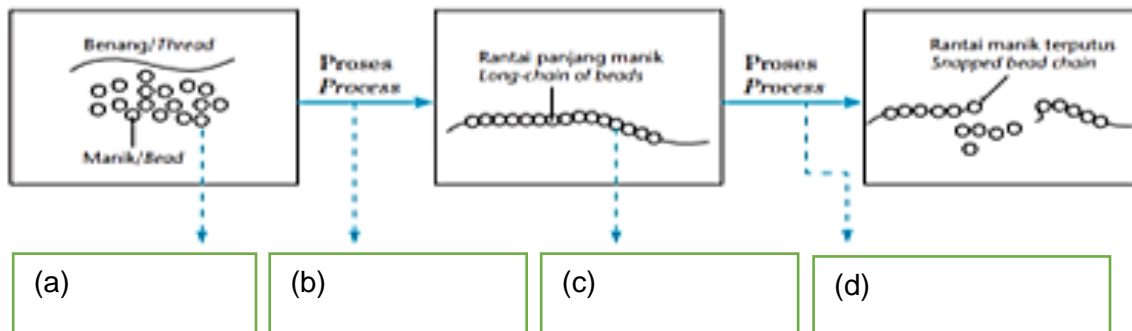 Benang/Thread
Manik/Bead
Proses
Process
Rantai panjang manik
Long-chain of beads
Proses
Process
Rantai manik terputus
Snapped bead chain
(a)
(b)
(c)
(d)